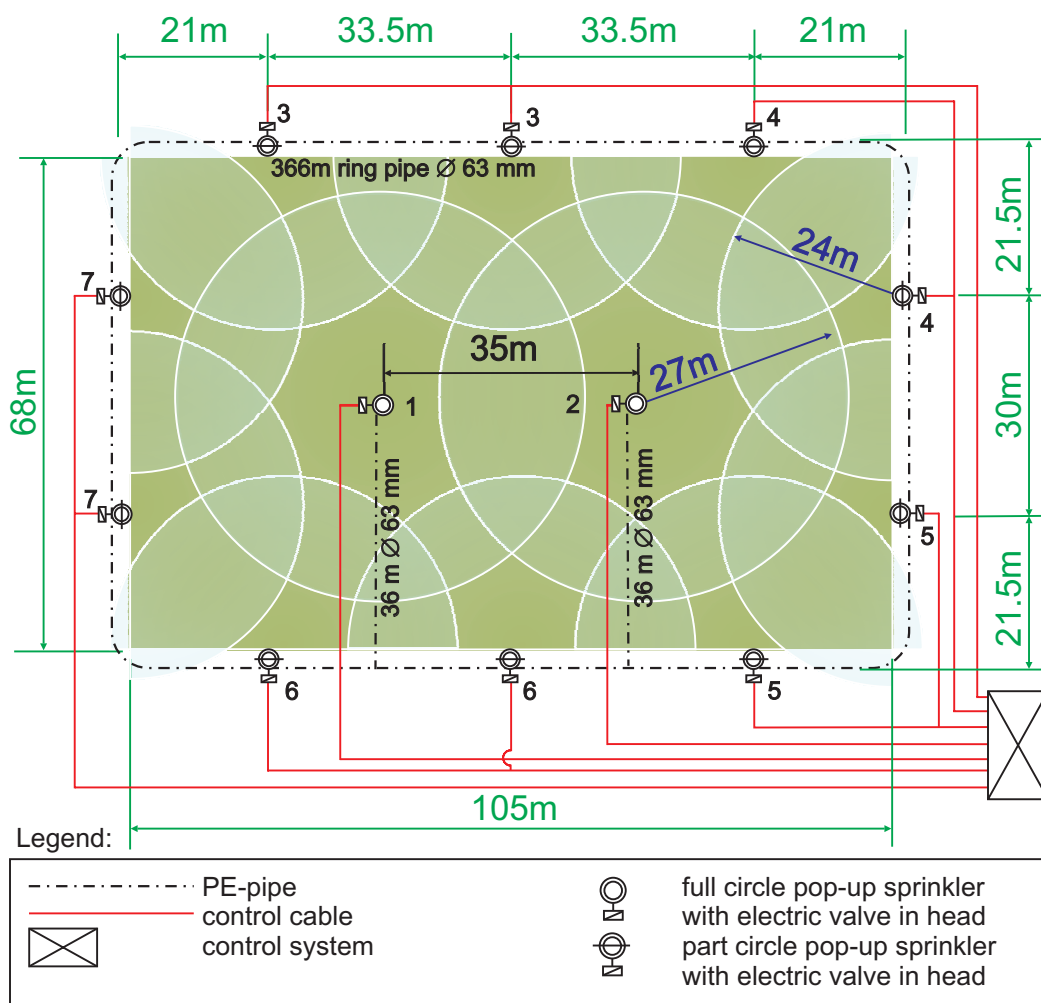 21m
33.5m
33.5m
21m
3
3
4
366m ring pipe Ø 63 mm
21.5m
24m
7
4
30m
35m
27m
68m
1
2
36 m Ø 63 mm
36 m Ø 63 mm
7
5
21.5m
6
6
5
105m
Legend:
PE-pipe
control cable
control system
full circle pop-up sprinkler
with electric valve in head
part circle pop-up sprinkler
with electric valve in head